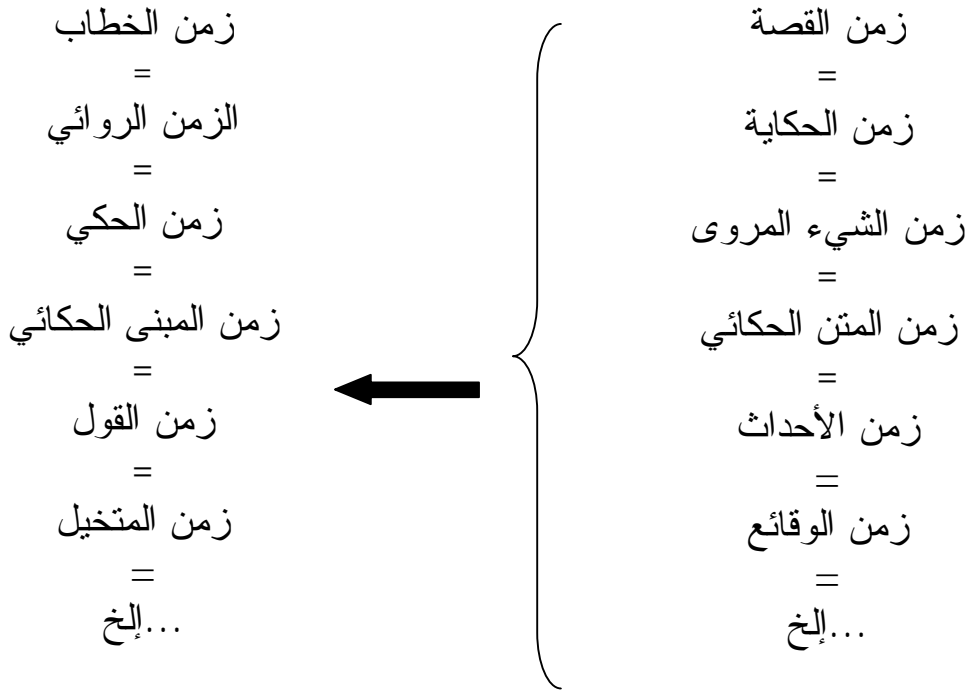 زمن القصة
=
زمن الحكاية
=
زمن الشيء المروى
=
زمن المتن الحكائي
=
زمن الأحداث
=
زمن الوقائع
=
...إلخ
زمن الخطاب
=
الزمن الروائي
=
زمن الحكي
=
زمن المبنى الحكائي
=
زمن القول
=
زمن المتخيل
=
...إلخ